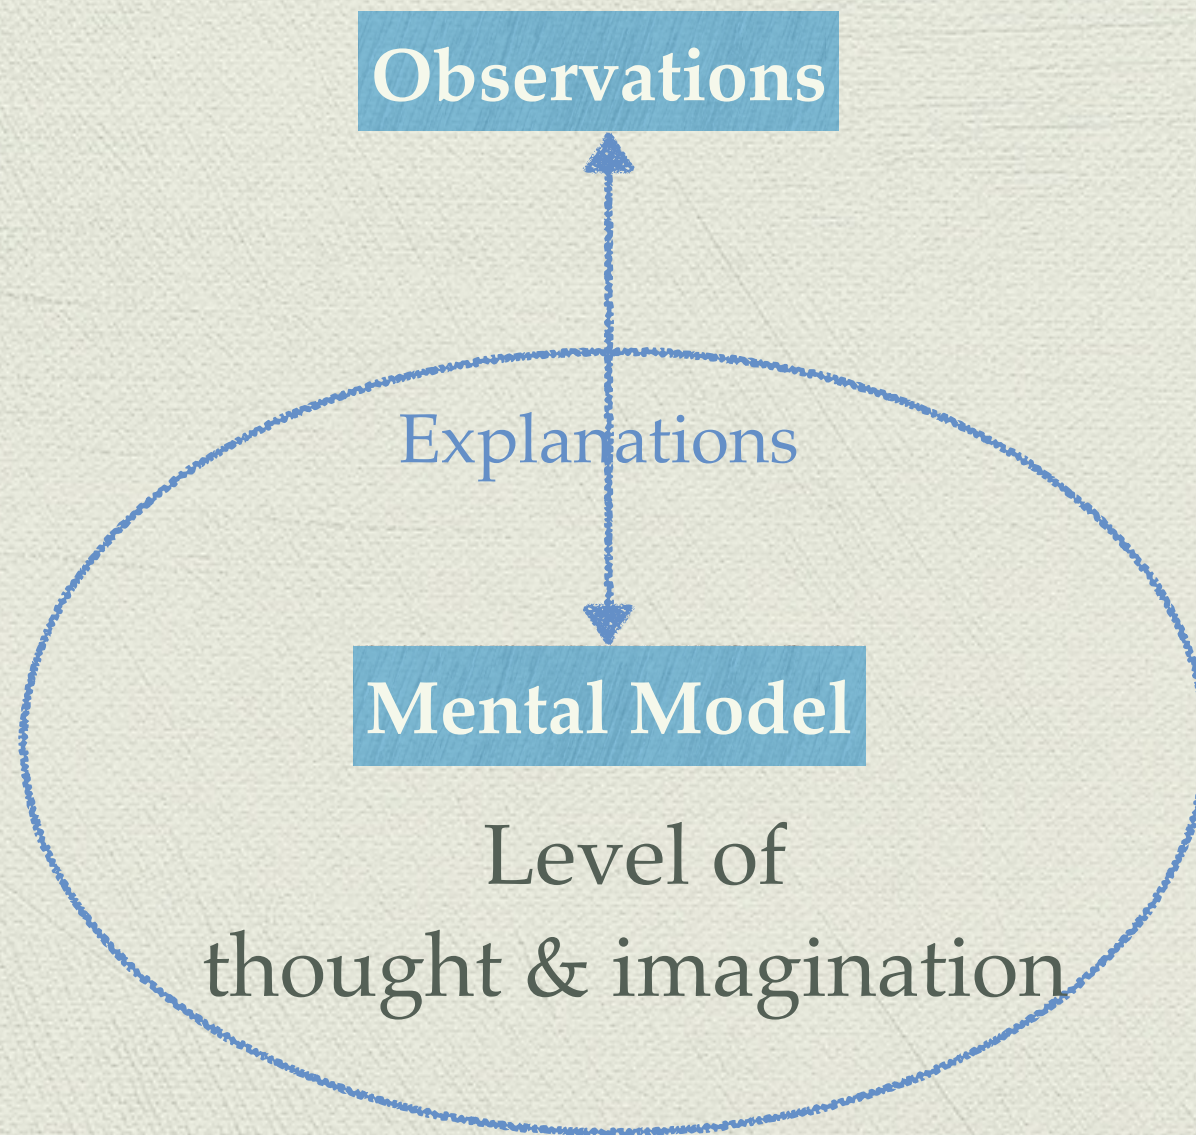 Observations
Explanations
Mental Model
Level of
thought & imagination